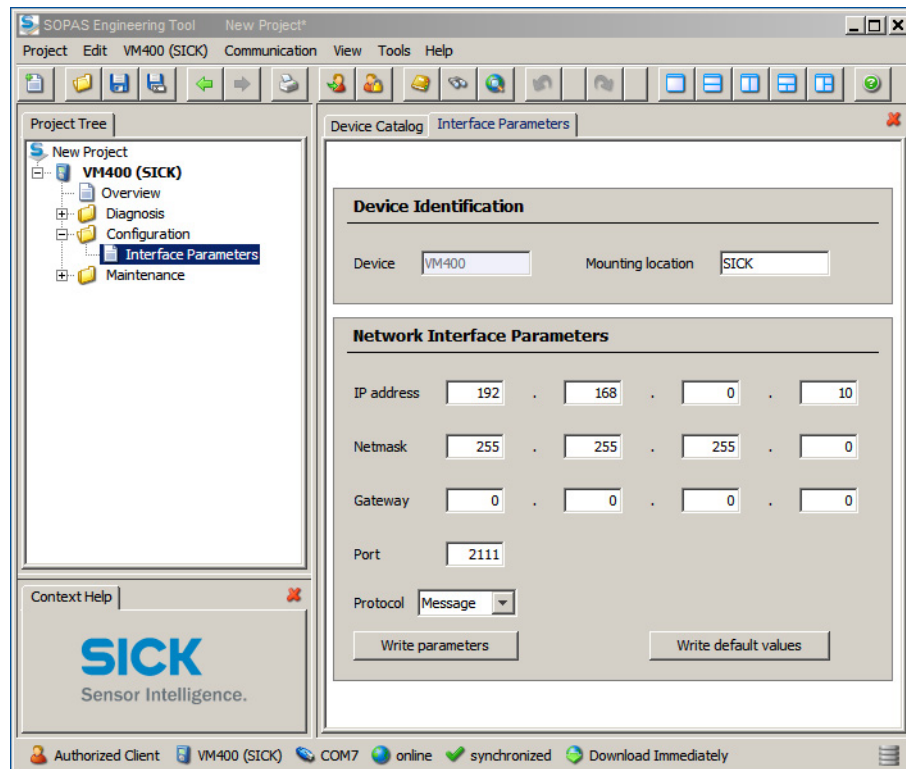 SOPAS Engineering Tool New Project*
Project Edit VM400 (SICK) Communication View Tools Help
Project Tree
New Project
VM400 (SICK)
Overview
Diagnosis
Configuration
Interface Parameters
Maintenance
Device Catalog Interface Parameters
Device Identification
Device VM400 Mounting location SICK
Network Interface Parameters
IP address 192 . 168 . 0 . 10
Netmask 255 . 255 . 255 . 0
Gateway 0 . 0 . 0 . 0
Port 2111
Protocol Message
Write parameters Write default values
Context Help
SICK
Sensor Intelligence.
Authorized Client VM400 (SICK) COM7 online synchronized Download Immediately